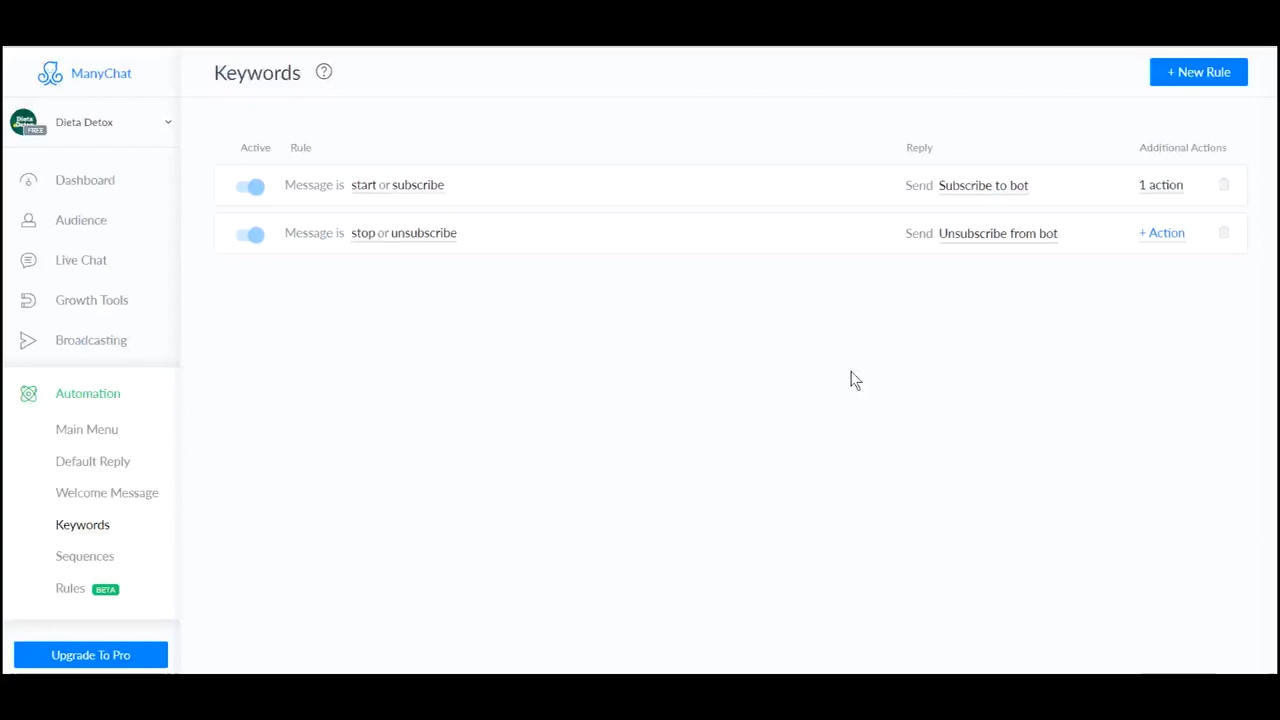 ManyChat
Keywords ?
+ New Rule
Dieta Detox
FREE
Dieta Detox
Dashboard
Audience
Live Chat
Growth Tools
Broadcasting
Automation
Main Menu
Default Reply
Welcome Message
Keywords
Sequences
Rules BETA
Upgrade To Pro
Active Rule Reply Additional Actions
Message is start or subscribe Send Subscribe to bot 1 action
Message is stop or unsubscribe Send Unsubscribe from bot + Action